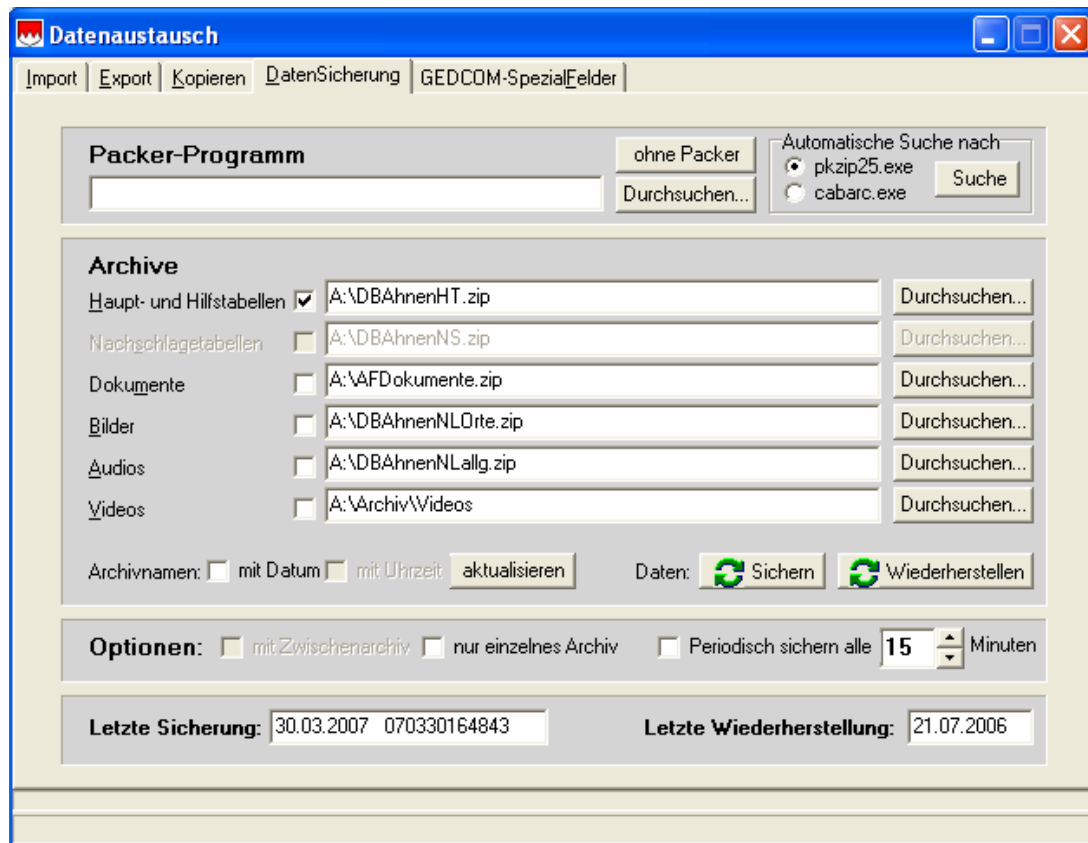 Datenaustausch
Import Export Kopieren DatenSicherung GEDCOM-SpezialFelder
Packer-Programm
ohne Packer
Durchsuchen...
Automatische Suche nach
pkzip25.exe
cabarc.exe
Suche
Archive
Haupt- und Hilfstabellen A:\DBAhnenHT.zip Durchsuchen...
Nachschlagetabellen A:\DBAhnenNS.zip Durchsuchen...
Dokumente A:\AFDokumente.zip Durchsuchen...
Bilder A:\DBAhnenNLOrte.zip Durchsuchen...
Audios A:\DBAhnenNLallg.zip Durchsuchen...
Videos A:\Archiv\Videos Durchsuchen...
Archivnamen: mit Datum mit Uhrzeit aktualisieren Daten: Sichern Wiederherstellen
Optionen: mit Zwischenarchiv nur einzelnes Archiv Periodisch sichern alle 15 Minuten
Letzte Sicherung: 30.03.2007 070330164843 Letzte Wiederherstellung: 21.07.2006